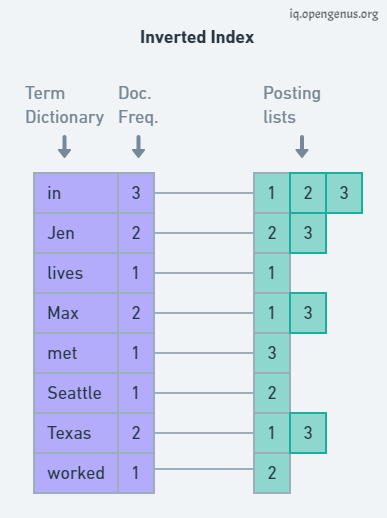 iq.opengenus.org
Inverted Index
Term Dictionary
Doc. Freq.
Posting lists
in 3 1 2 3
Jen 2 2 3
lives 1 1
Max 2 1 3
met 1 3
Seattle 1 2
Texas 2 1 3
worked 1 2